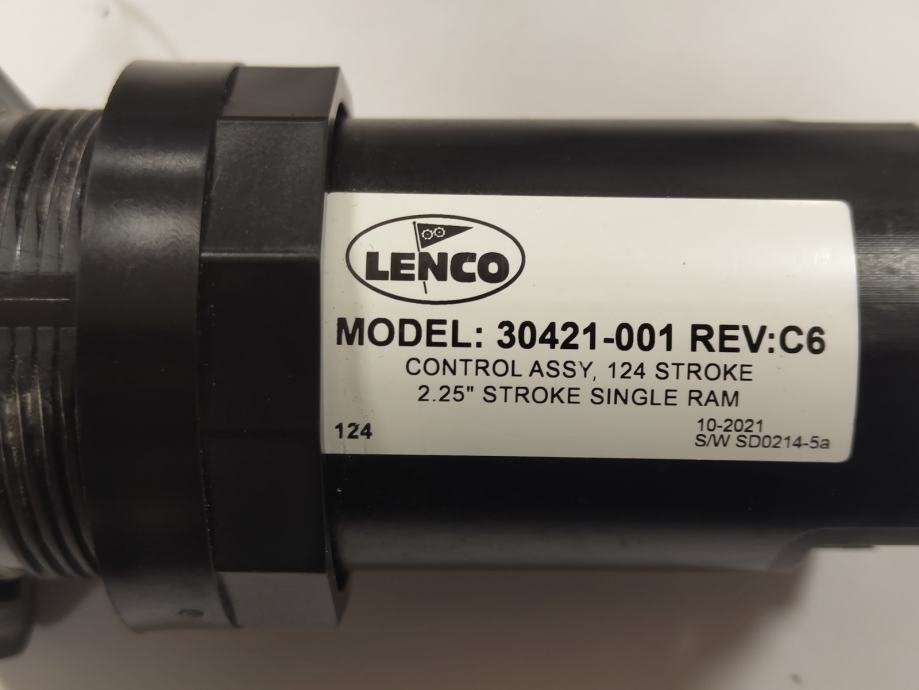 LENCO
MODEL: 30421-001 REV:C6
CONTROL ASSY, 124 STROKE
2.25" STROKE SINGLE RAM
124
10-2021
S/W SD0214-5a